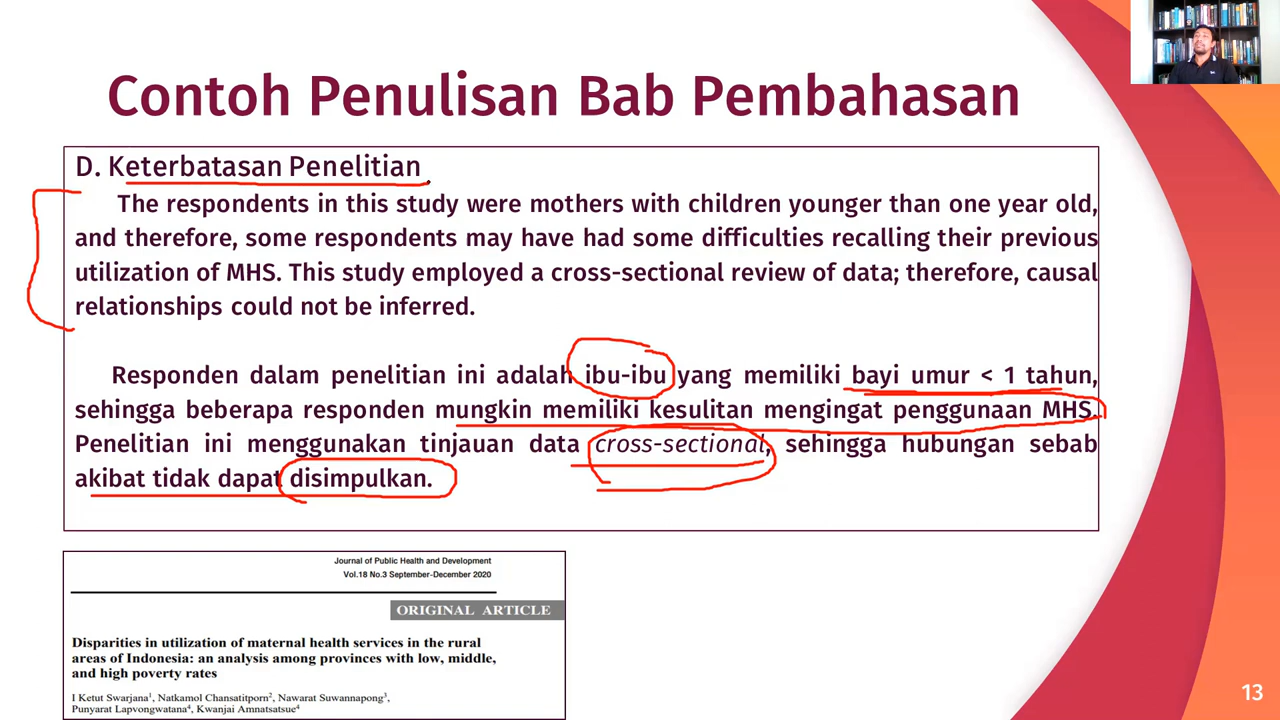 Contoh Penulisan Bab Pembahasan
D. Keterbatasan Penelitian
The respondents in this study were mothers with children younger than one year old,
and therefore, some respondents may have had some difficulties recalling their previous
utilization of MHS. This study employed a cross-sectional review of data; therefore, causal
relationships could not be inferred.
Responden dalam penelitian ini adalah ibu-ibu yang memiliki bayi umur < 1 tahun,
sehingga beberapa responden mungkin memiliki kesulitan mengingat penggunaan MHS.
Penelitian ini menggunakan tinjauan data cross-sectional, sehingga hubungan sebab
akibat tidak dapat disimpulkan.
Journal of Public Health and Development
Vol.18 No.3 September-December 2020
ORIGINAL ARTICLE
Disparities in utilization of maternal health services in the rural
areas of Indonesia: an analysis among provinces with low, middle,
and high poverty rates
I Ketut Swarjana¹, Natkamol Chansatitporn², Nawarat Suwannapong³,
Punyarat Lapvongwatana⁴, Kwanjai Amnatsatsue⁴
13